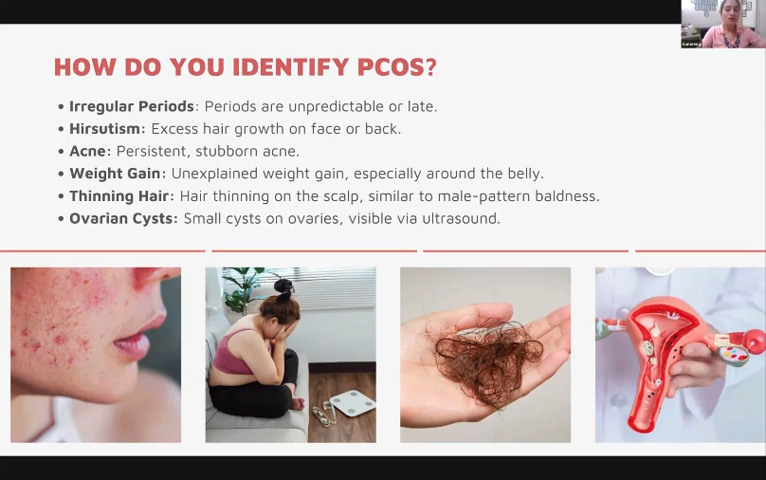 HOW DO YOU IDENTIFY PCOS?
• Irregular Periods: Periods are unpredictable or late.
• Hirsutism: Excess hair growth on face or back.
• Acne: Persistent, stubborn acne.
• Weight Gain: Unexplained weight gain, especially around the belly.
• Thinning Hair: Hair thinning on the scalp, similar to male-pattern baldness.
• Ovarian Cysts: Small cysts on ovaries, visible via ultrasound.